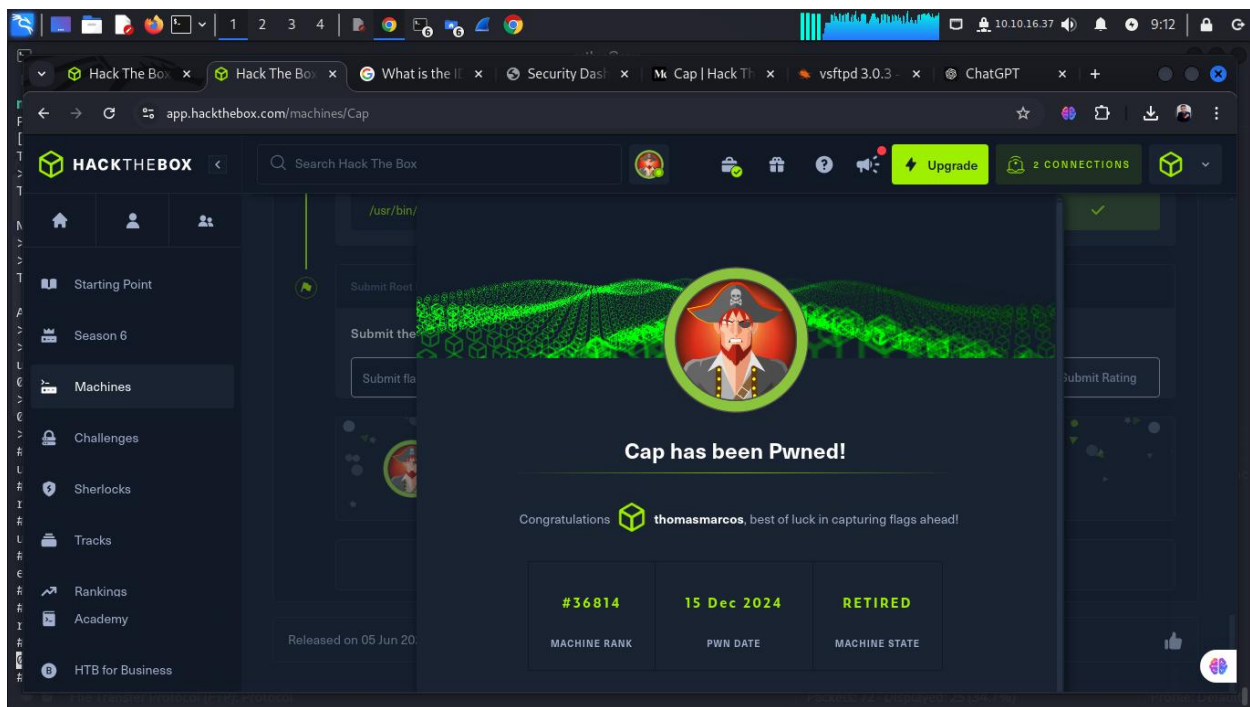 1 2 3 4 10.10.16.37 9:12
Hack The Box Hack The Box What is the I Security Dash Cap | Hack Th vsftpd 3.0.3 - ChatGPT
app.hackthebox.com/machines/Cap
HACKTHEBOX Search Hack The Box Upgrade 2 CONNECTIONS
/usr/bin/
Starting Point
Submit Root
Season 6
Submit the
Machines
Submit fla
Submit Rating
Challenges
Cap has been Pwned!
Sherlocks
Congratulations thomasmarcos, best of luck in capturing flags ahead!
Tracks
Rankings
#36814 15 Dec 2024 RETIRED
Academy
Released on 05 Jun 20
MACHINE RANK PWN DATE MACHINE STATE
HTB for Business